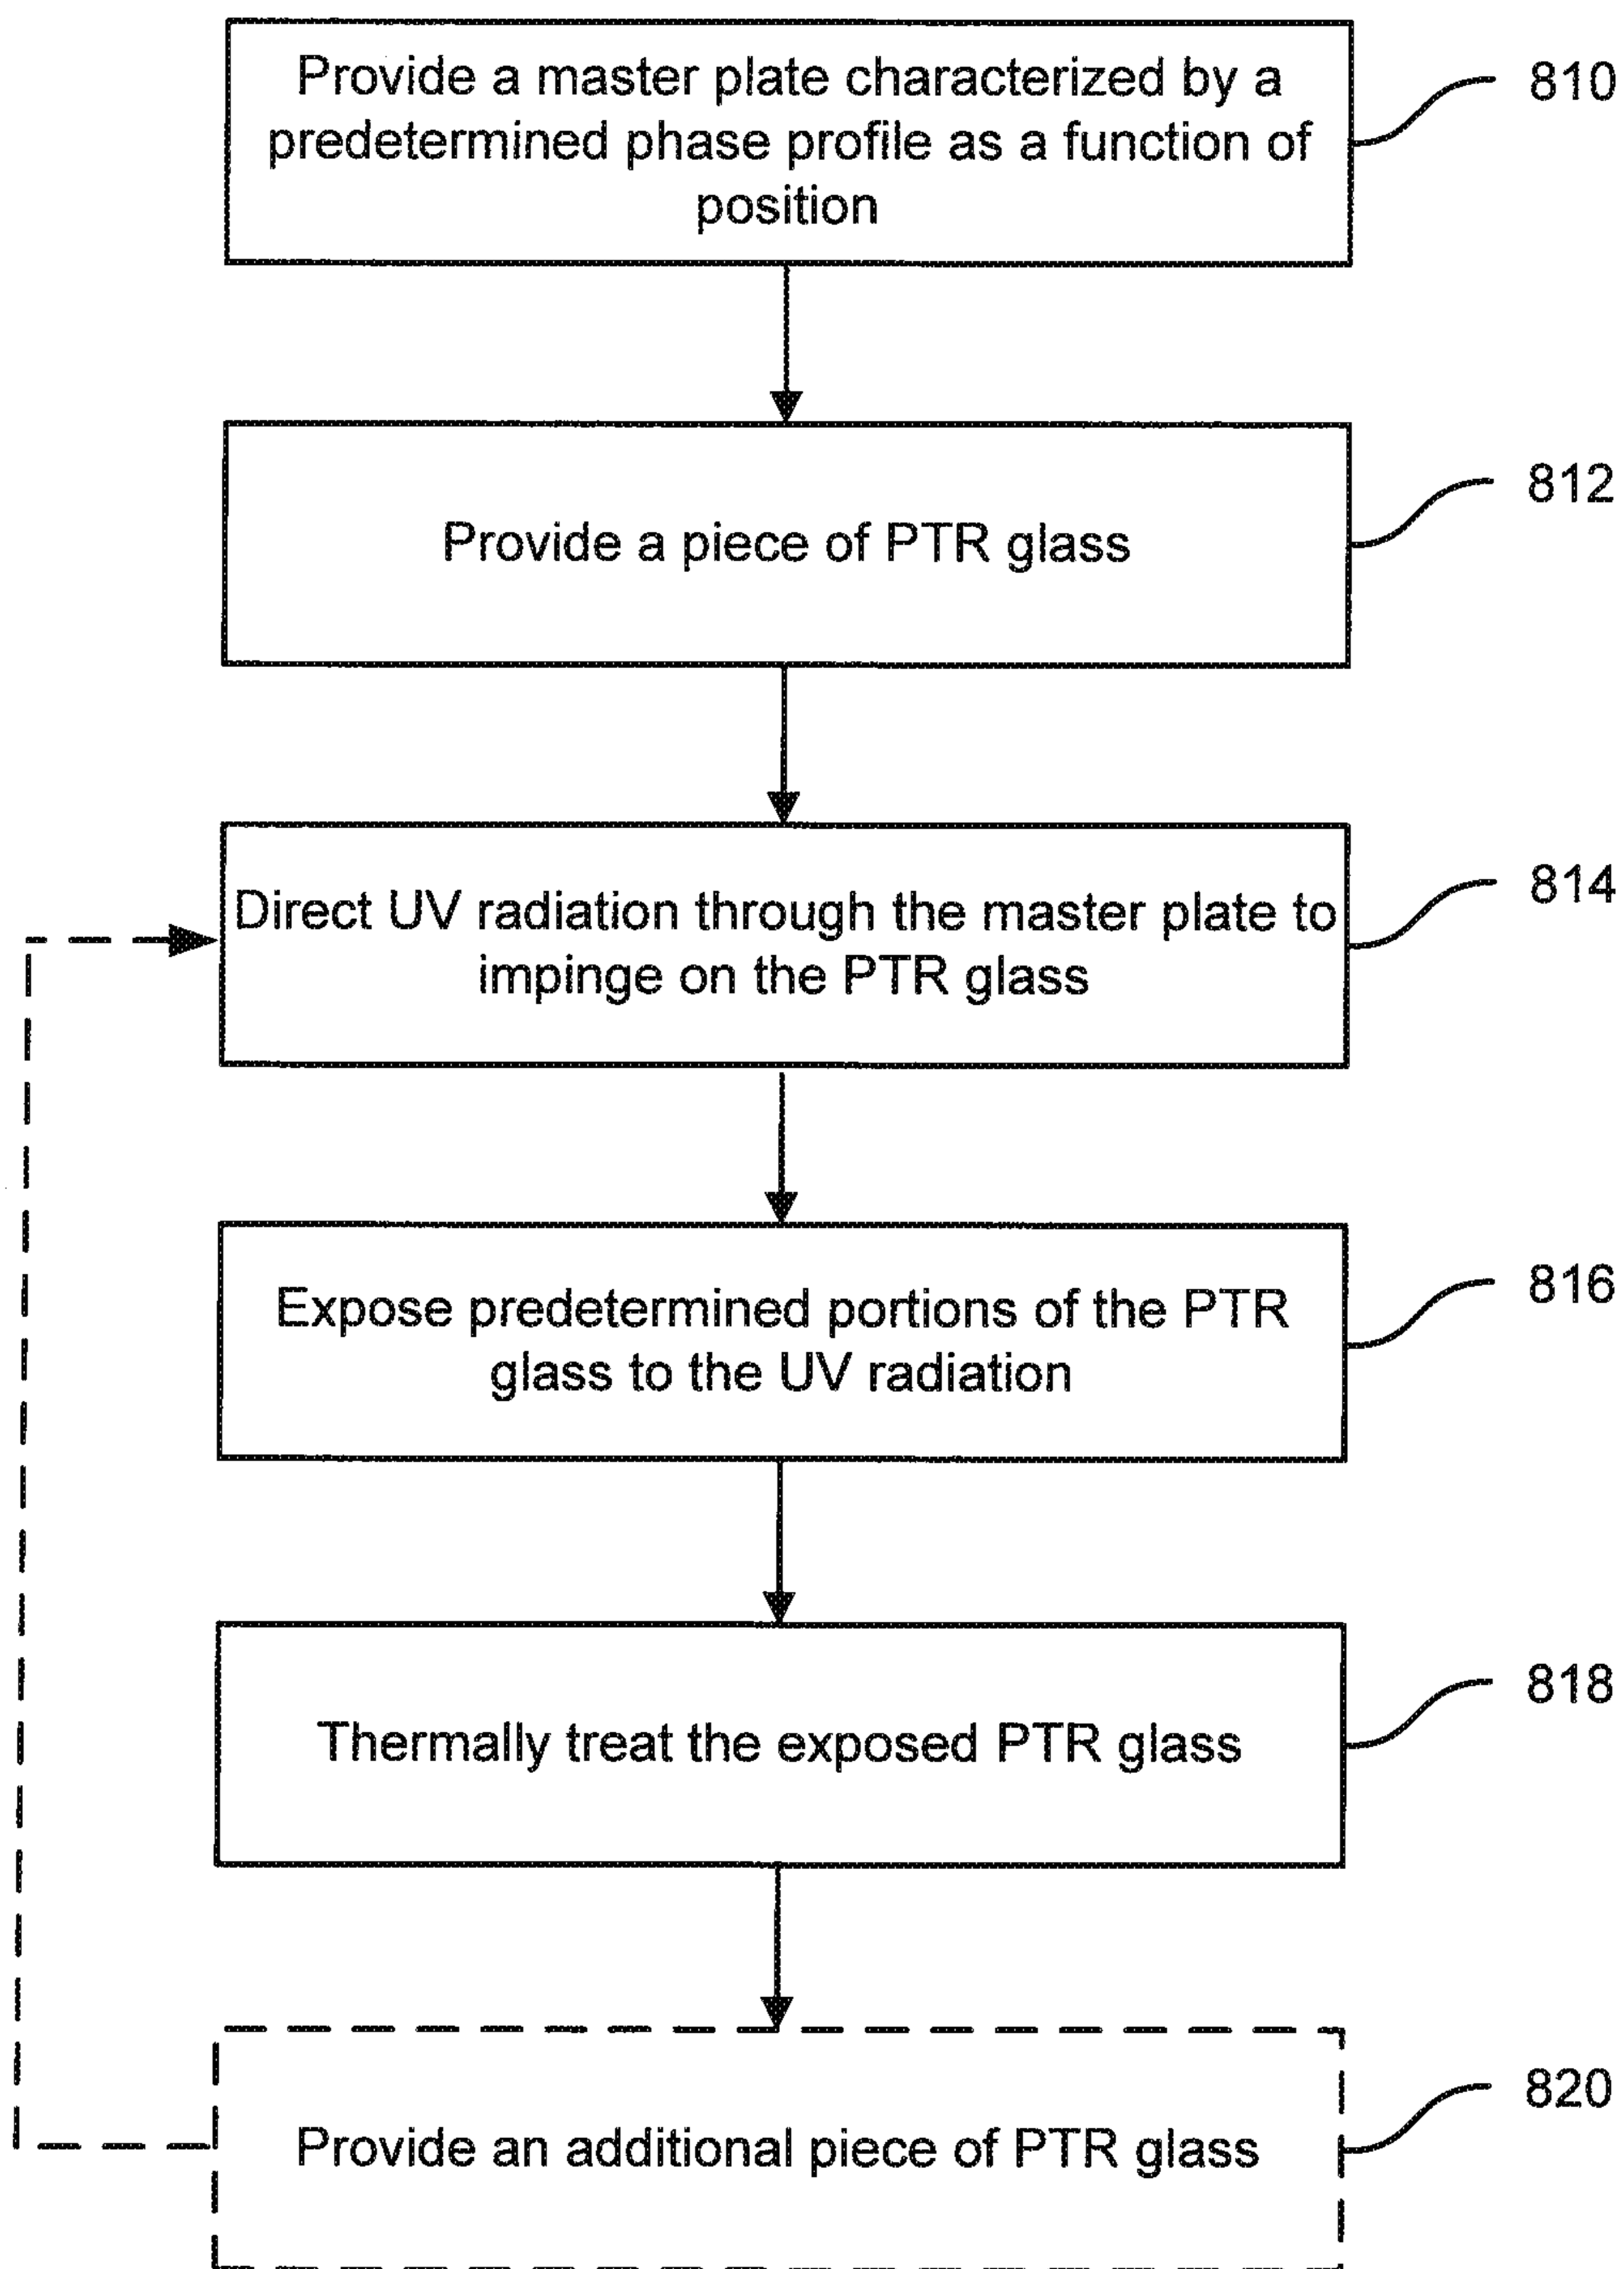 Provide a master plate characterized by a
predetermined phase profile as a function of
position
810
Provide a piece of PTR glass
812
Direct UV radiation through the master plate to
impinge on the PTR glass
814
Expose predetermined portions of the PTR
glass to the UV radiation
816
Thermally treat the exposed PTR glass
818
Provide an additional piece of PTR glass
820